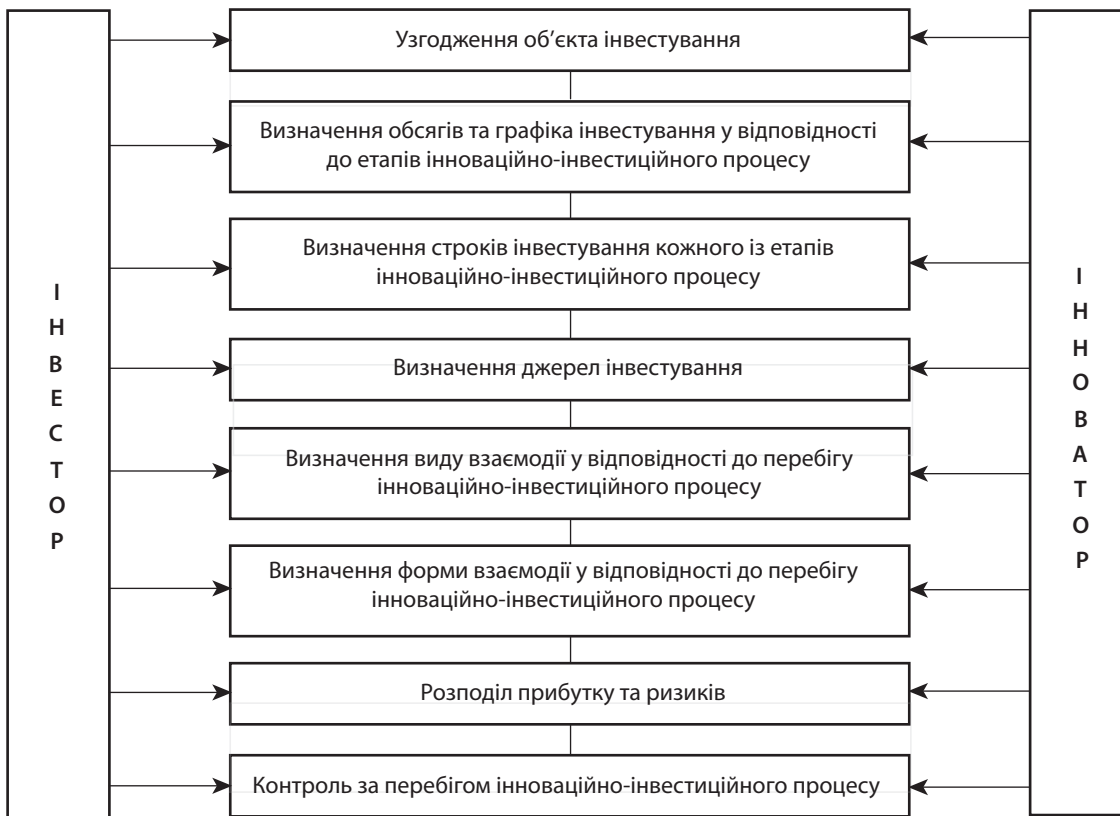 І
Н
В
Е
С
Т
О
Р
Узгодження об’єкта інвестування
Визначення обсягів та графіка інвестування у відповідності
до етапів інноваційно-інвестиційного процесу
Визначення строків інвестування кожного із етапів
інноваційно-інвестиційного процесу
Визначення джерел інвестування
Визначення виду взаємодії у відповідності до перебігу
інноваційно-інвестиційного процесу
Визначення форми взаємодії у відповідності до перебігу
інноваційно-інвестиційного процесу
Розподіл прибутку та ризиків
Контроль за перебігом інноваційно-інвестиційного процесу
І
Н
Н
О
В
А
Т
О
Р